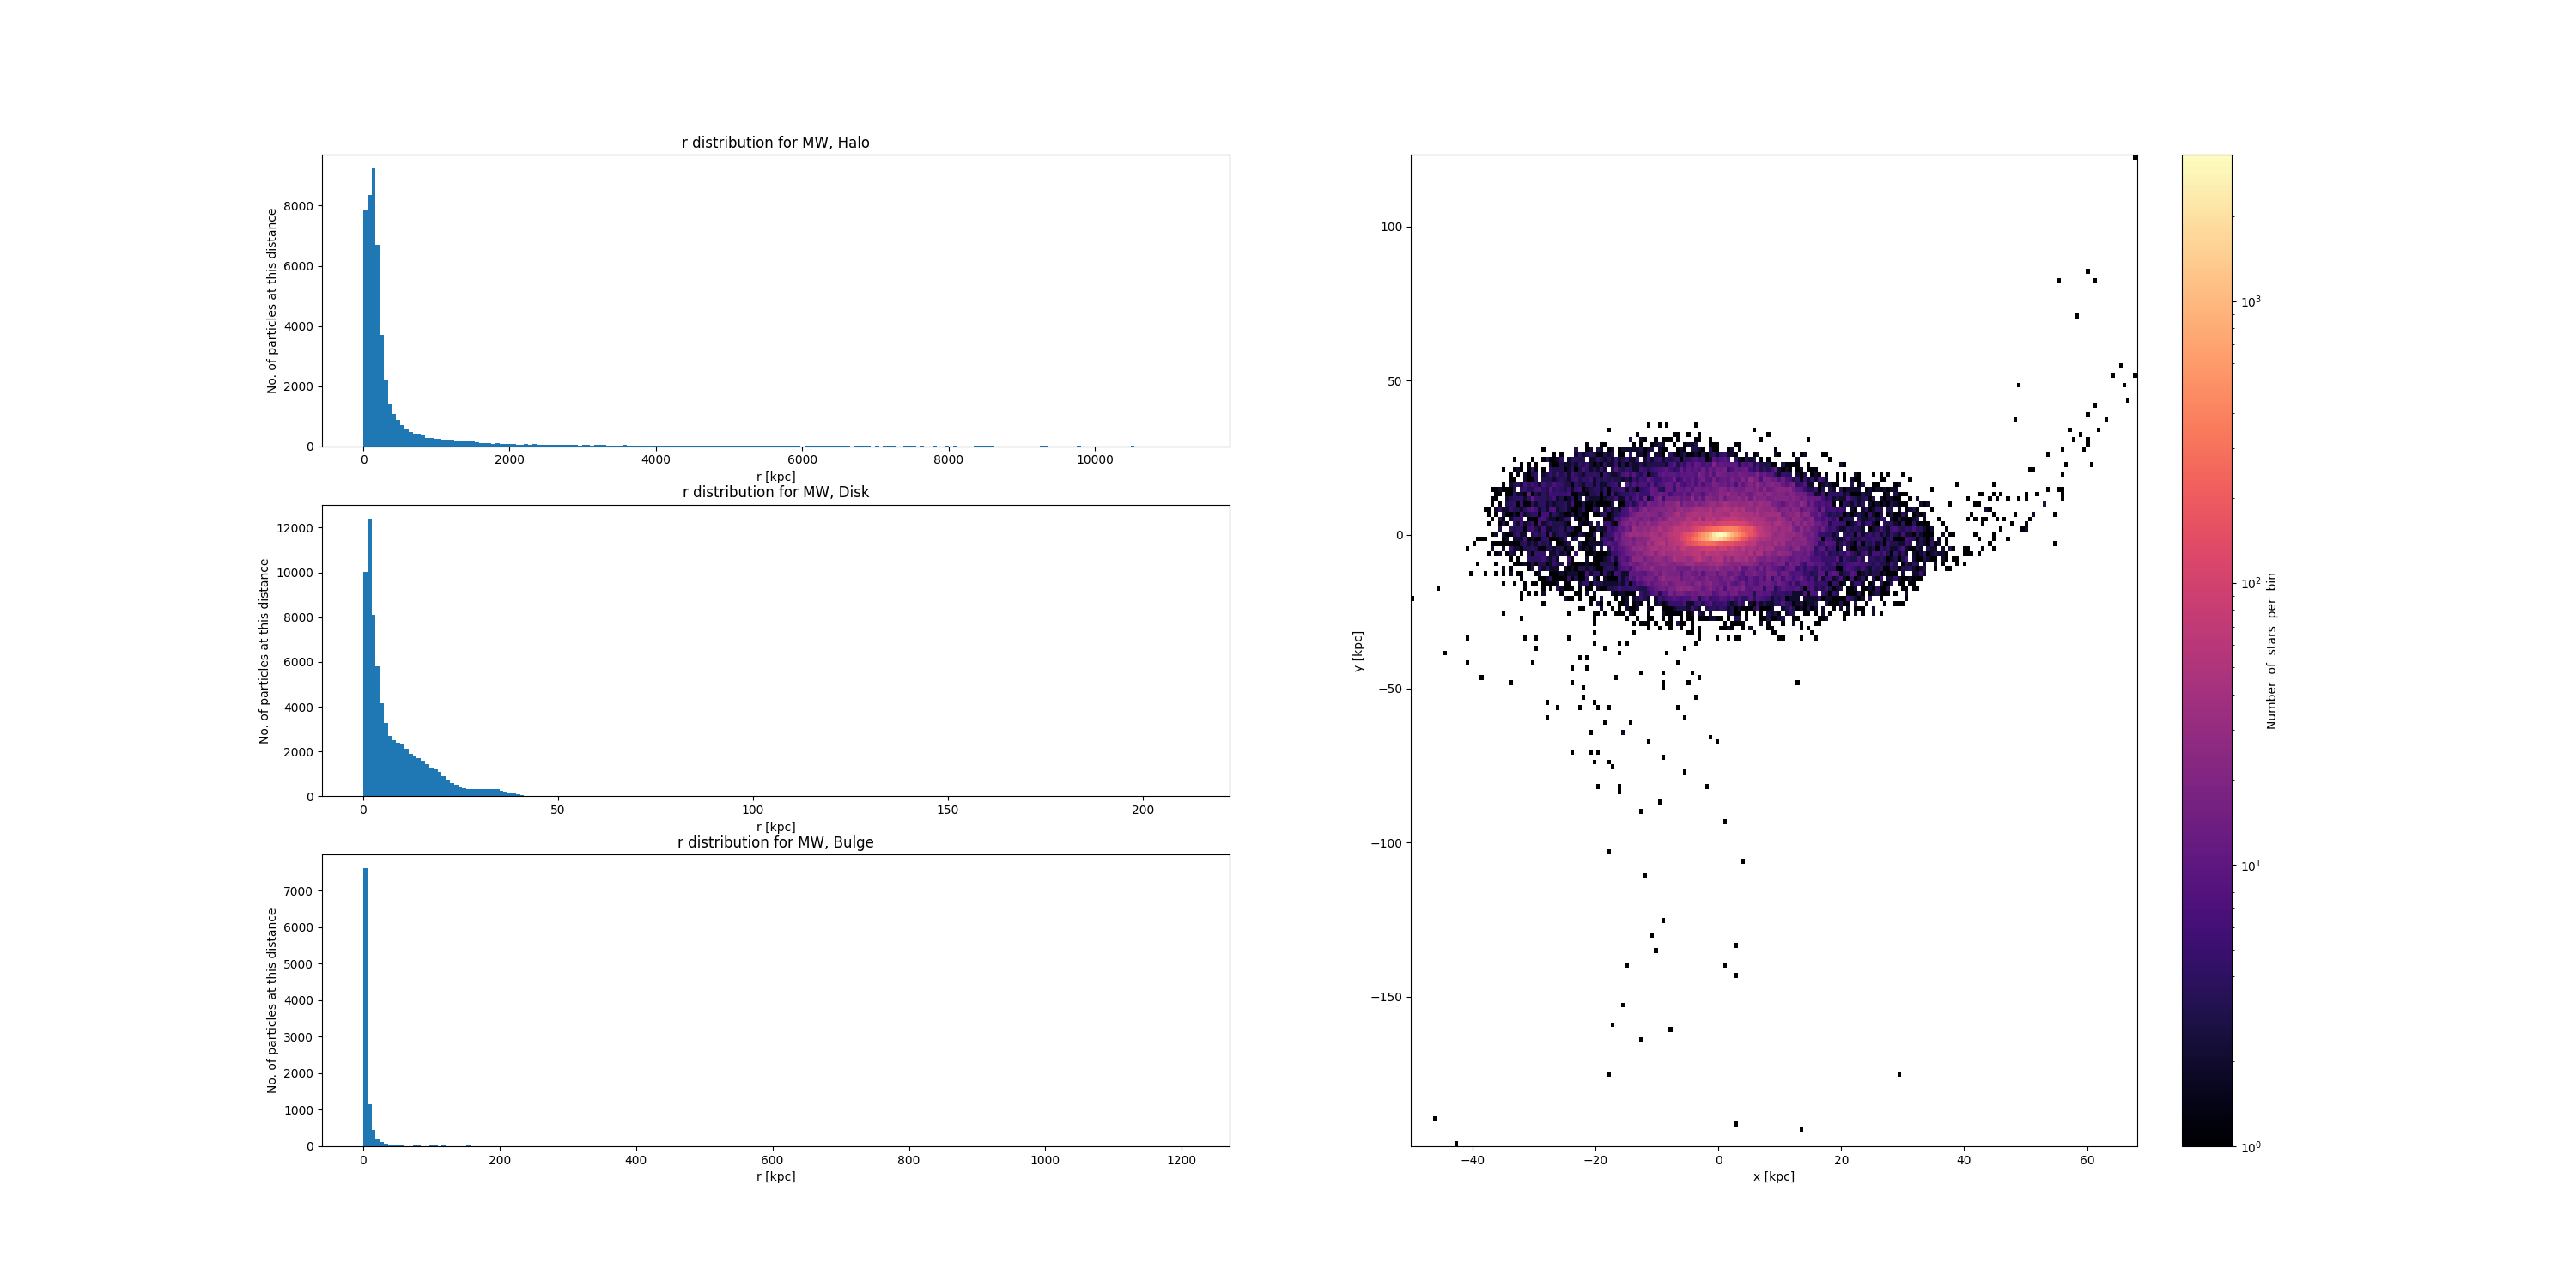 r distribution for MW, Halo
No. of particles at this distance
8000
6000
4000
2000
0
0 2000 4000 6000 8000 10000
r [kpc]
r distribution for MW, Disk
No. of particles at this distance
12000
10000
8000
6000
4000
2000
0
0 50 100 150 200
r [kpc]
r distribution for MW, Bulge
No. of particles at this distance
7000
6000
5000
4000
3000
2000
1000
0
0 200 400 600 800 1000 1200
r [kpc]
y [kpc]
100
50
0
−50
−100
−150
−40 −20 0 20 40 60
x [kpc]
10³
10²
10¹
10⁰
Number of stars per bin